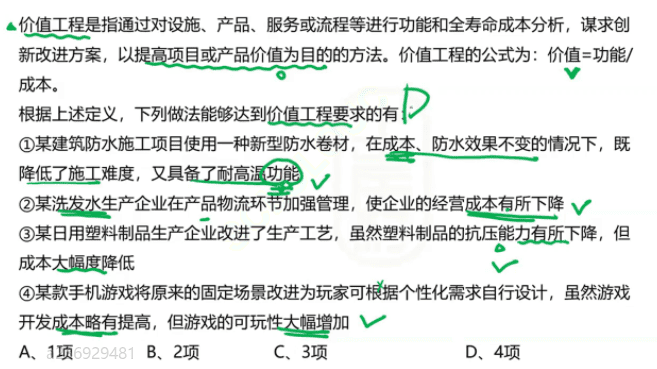 价值工程是指通过对设施、产品、服务或流程等进行功能和全寿命成本分析，谋求创
新改进方案，以提高项目或产品价值为目的的方法。价值工程的公式为：价值=功能/
成本。
根据上述定义，下列做法能够达到价值工程要求的有： D
①某建筑防水施工项目使用一种新型防水卷材，在成本、防水效果不变的情况下，既
降低了施工难度，又具备了耐高温功能
②某洗发水生产企业在产品物流环节加强管理，使企业的经营成本有所下降
③某日用塑料制品生产企业改进了生产工艺，虽然塑料制品的抗压能力有所下降，但
成本大幅度降低
④某款手机游戏将原来的固定场景改进为玩家可根据个性化需求自行设计，虽然游戏
开发成本略有提高，但游戏的可玩性大幅增加
A、1项 B、2项 C、3项 D、4项